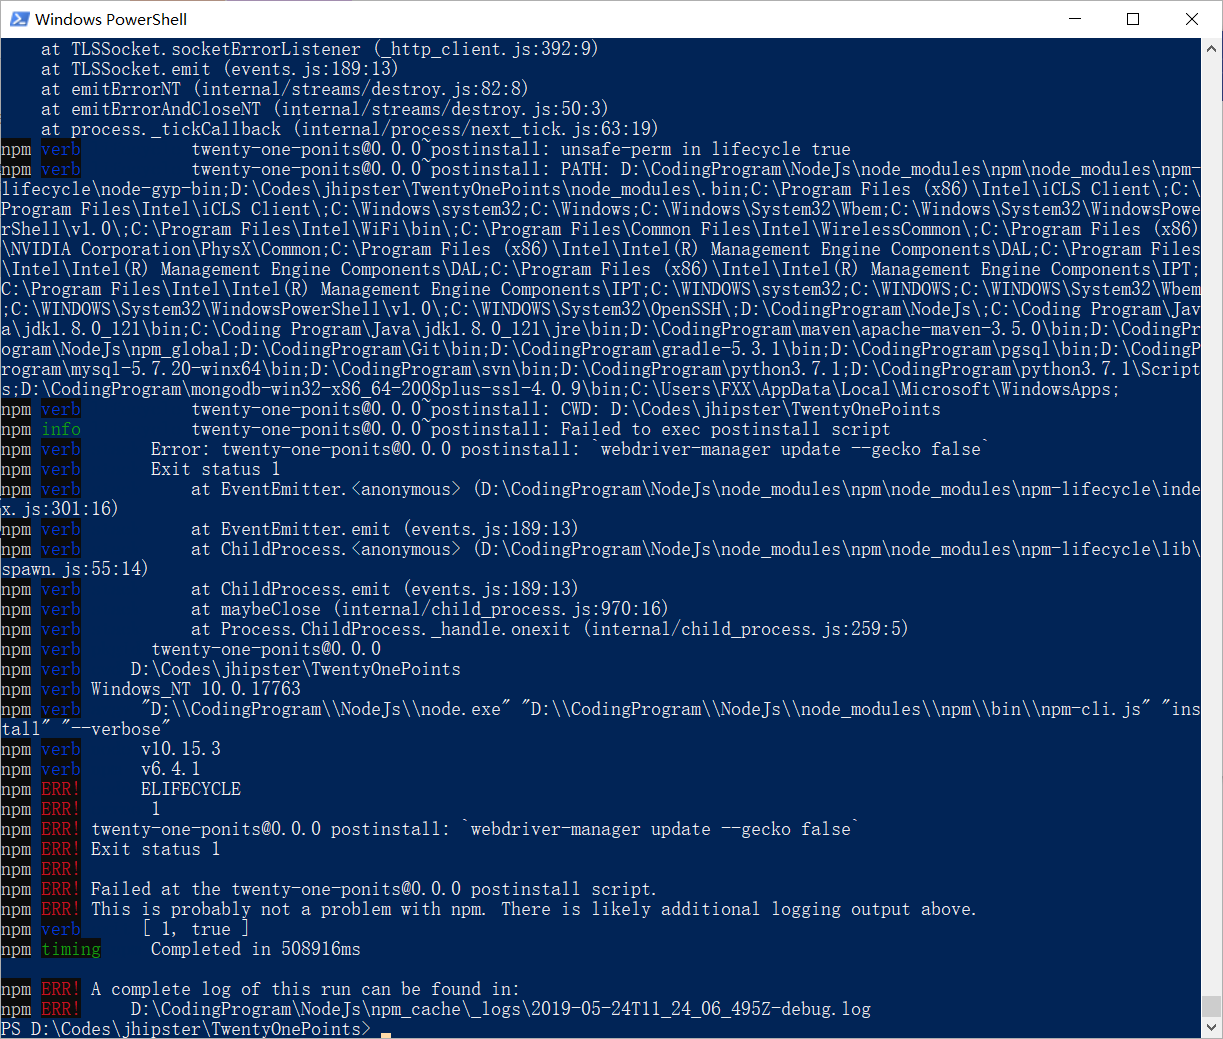 Windows PowerShell
at TLSSocket.socketErrorListener (_http_client.js:392:9)
at TLSSocket.emit (events.js:189:13)
at emitErrorNT (internal/streams/destroy.js:82:8)
at emitErrorAndCloseNT (internal/streams/destroy.js:50:3)
at process._tickCallback (internal/process/next_tick.js:63:19)
npm verb twenty-one-ponits@0.0.0~postinstall: unsafe-perm in lifecycle true
npm verb twenty-one-ponits@0.0.0~postinstall: PATH: D:\CodingProgram\NodeJs\node_modules\npm\node_modules\npm-
lifecycle\node-gyp-bin;D:\Codes\jhipster\TwentyOnePoints\node_modules\.bin;C:\Program Files (x86)\Intel\iCLS Client\;C:\
Program Files\Intel\iCLS Client\;C:\Windows\system32;C:\Windows;C:\Windows\System32\Wbem;C:\Windows\System32\WindowsPowe
rShell\v1.0\;C:\Program Files\Intel\WiFi\bin\;C:\Program Files\Common Files\Intel\WirelessCommon\;C:\Program Files (x86)
\NVIDIA Corporation\PhysX\Common;C:\Program Files (x86)\Intel\Intel(R) Management Engine Components\DAL;C:\Program Files
\Intel\Intel(R) Management Engine Components\DAL;C:\Program Files (x86)\Intel\Intel(R) Management Engine Components\IPT;
C:\Program Files\Intel\Intel(R) Management Engine Components\IPT;C:\WINDOWS\system32;C:\WINDOWS;C:\WINDOWS\System32\Wbem
;C:\WINDOWS\System32\WindowsPowerShell\v1.0\;C:\WINDOWS\System32\OpenSSH\;D:\CodingProgram\NodeJs\;C:\Coding Program\Jav
a\jdk1.8.0_121\bin;C:\Coding Program\Java\jdk1.8.0_121\jre\bin;D:\CodingProgram\maven\apache-maven-3.5.0\bin;D:\CodingPr
ogram\NodeJs\npm_global;D:\CodingProgram\Git\bin;D:\CodingProgram\gradle-5.3.1\bin;D:\CodingProgram\pgsql\bin;D:\CodingP
rogram\mysql-5.7.20-winx64\bin;D:\CodingProgram\svn\bin;D:\CodingProgram\python3.7.1;D:\CodingProgram\python3.7.1\Script
s;D:\CodingProgram\mongodb-win32-x86_64-2008plus-ssl-4.0.9\bin;C:\Users\FXX\AppData\Local\Microsoft\WindowsApps;
npm verb twenty-one-ponits@0.0.0~postinstall: CWD: D:\Codes\jhipster\TwentyOnePoints
npm info twenty-one-ponits@0.0.0~postinstall: Failed to exec postinstall script
npm verb Error: twenty-one-ponits@0.0.0 postinstall: `webdriver-manager update --gecko false`
npm verb Exit status 1
npm verb at EventEmitter.<anonymous> (D:\CodingProgram\NodeJs\node_modules\npm\node_modules\npm-lifecycle\inde
x.js:301:16)
npm verb at EventEmitter.emit (events.js:189:13)
npm verb at ChildProcess.<anonymous> (D:\CodingProgram\NodeJs\node_modules\npm\node_modules\npm-lifecycle\lib\
spawn.js:55:14)
npm verb at ChildProcess.emit (events.js:189:13)
npm verb at maybeClose (internal/child_process.js:970:16)
npm verb at Process.ChildProcess._handle.onexit (internal/child_process.js:259:5)
npm verb twenty-one-ponits@0.0.0
npm verb D:\Codes\jhipster\TwentyOnePoints
npm verb Windows_NT 10.0.17763
npm verb "D:\\CodingProgram\\NodeJs\\node.exe" "D:\\CodingProgram\\NodeJs\\node_modules\\npm\\bin\\npm-cli.js" "ins
tall" "--verbose"
npm verb v10.15.3
npm verb v6.4.1
npm ERR! ELIFECYCLE
npm ERR! 1
npm ERR! twenty-one-ponits@0.0.0 postinstall: `webdriver-manager update --gecko false`
npm ERR! Exit status 1
npm ERR!
npm ERR! Failed at the twenty-one-ponits@0.0.0 postinstall script.
npm ERR! This is probably not a problem with npm. There is likely additional logging output above.
npm verb [ 1, true ]
npm timing Completed in 508916ms
npm ERR! A complete log of this run can be found in:
npm ERR! D:\CodingProgram\NodeJs\npm_cache\_logs\2019-05-24T11_24_06_495Z-debug.log
PS D:\Codes\jhipster\TwentyOnePoints>